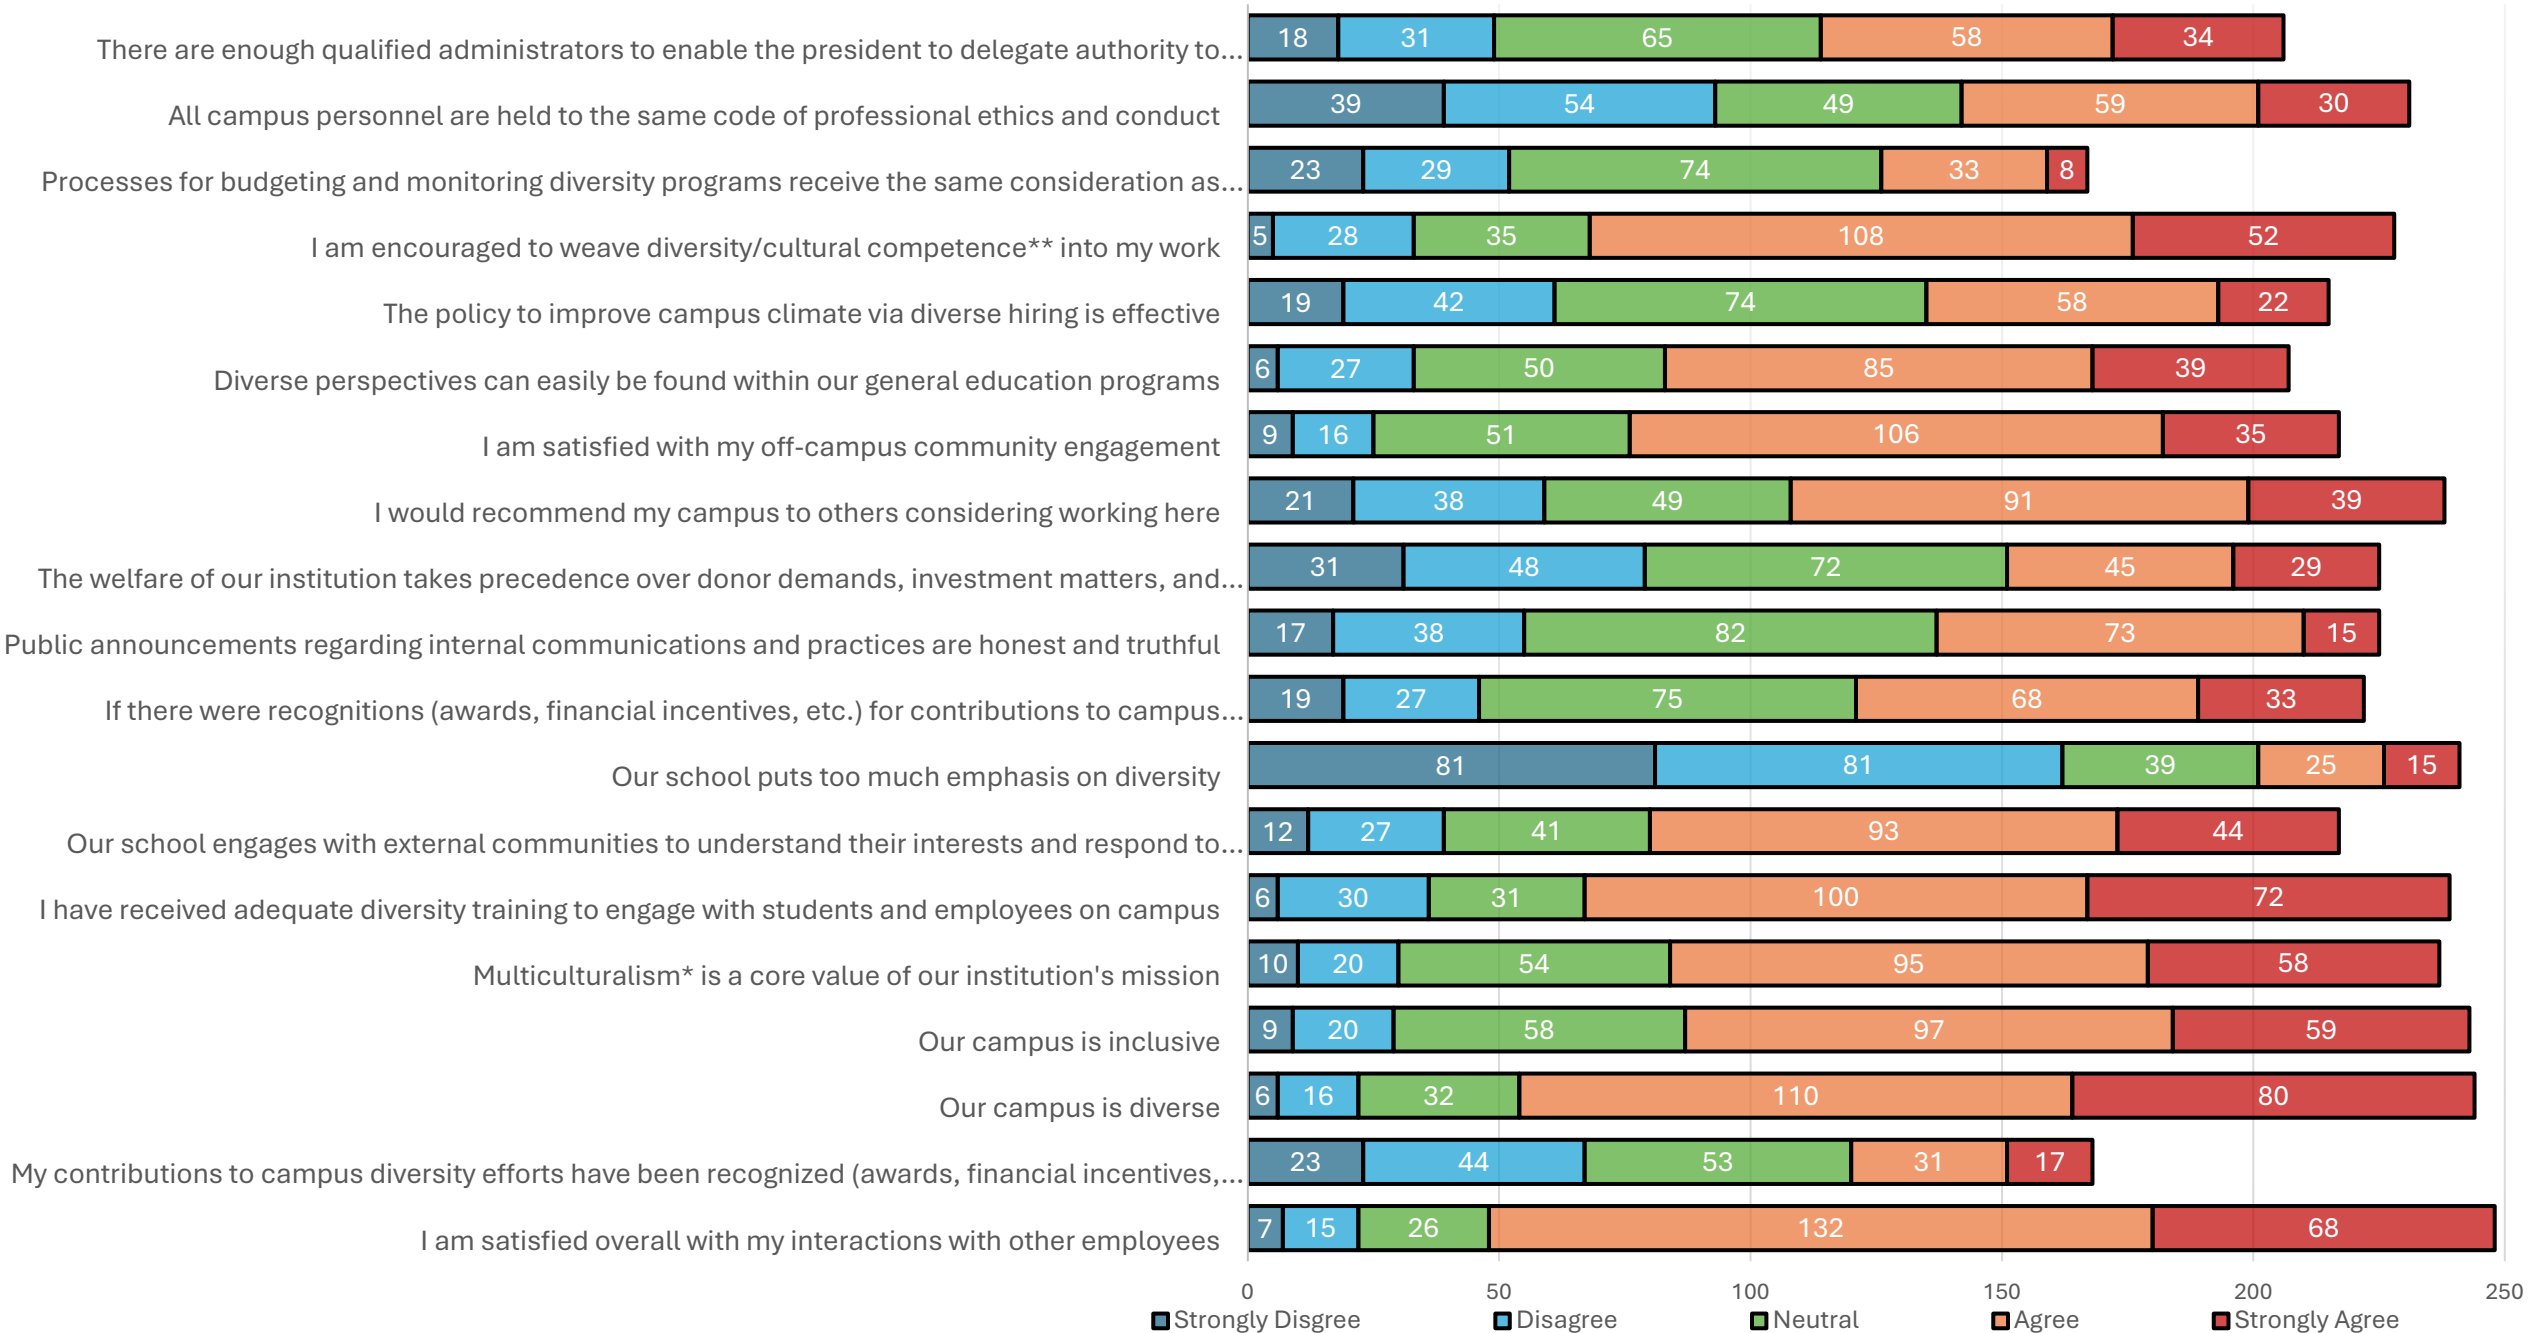 There are enough qualified administrators to enable the president to delegate authority to... 18 31 65 58 34
All campus personnel are held to the same code of professional ethics and conduct 39 54 49 59 30
Processes for budgeting and monitoring diversity programs receive the same consideration as... 23 29 74 33 8
I am encouraged to weave diversity/cultural competence** into my work 5 28 35 108 52
The policy to improve campus climate via diverse hiring is effective 19 42 74 58 22
Diverse perspectives can easily be found within our general education programs 6 27 50 85 39
I am satisfied with my off-campus community engagement 9 16 51 106 35
I would recommend my campus to others considering working here 21 38 49 91 39
The welfare of our institution takes precedence over donor demands, investment matters, and... 31 48 72 45 29
Public announcements regarding internal communications and practices are honest and truthful 17 38 82 73 15
If there were recognitions (awards, financial incentives, etc.) for contributions to campus... 19 27 75 68 33
Our school puts too much emphasis on diversity 81 81 39 25 15
Our school engages with external communities to understand their interests and respond to... 12 27 41 93 44
I have received adequate diversity training to engage with students and employees on campus 6 30 31 100 72
Multiculturalism* is a core value of our institution's mission 10 20 54 95 58
Our campus is inclusive 9 20 58 97 59
Our campus is diverse 6 16 32 110 80
My contributions to campus diversity efforts have been recognized (awards, financial incentives,... 23 44 53 31 17
I am satisfied overall with my interactions with other employees 7 15 26 132 68
0 50 100 150 200 250
Strongly Disgree Disagree Neutral Agree Strongly Agree